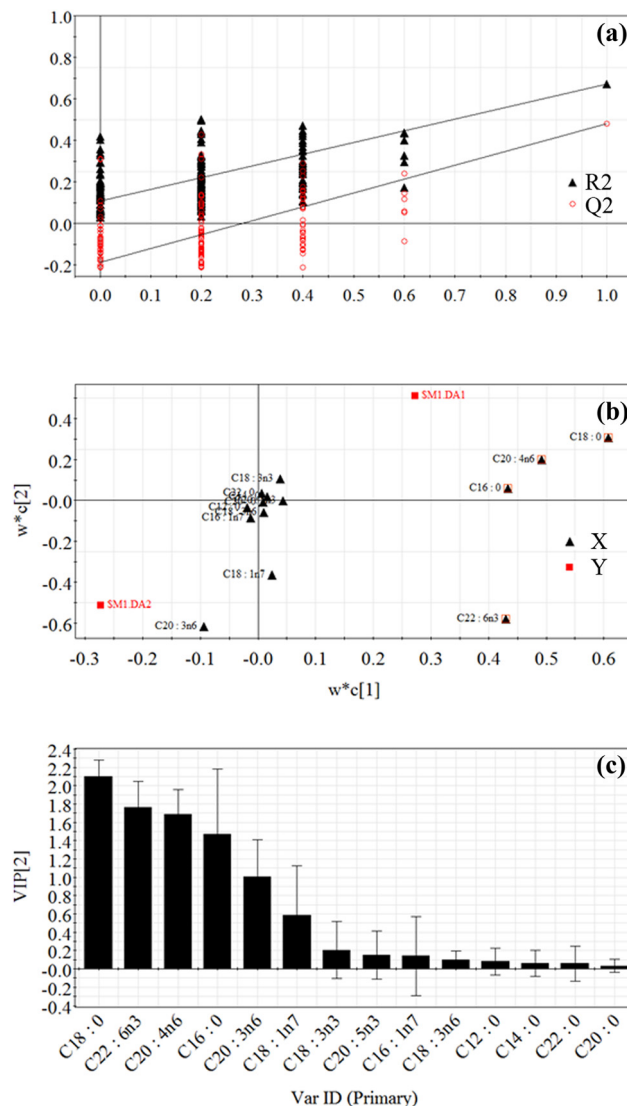 (a)
1.0
0.8
0.6
0.4
0.2
0.0
-0.2
R2
Q2
0.0 0.1 0.2 0.3 0.4 0.5 0.6 0.7 0.8 0.9 1.0
(b)
w*c[2]
0.4
0.2
-0.0
-0.2
-0.4
-0.6
$M1.DA1
C18 : 0
C20 : 4n6
C16 : 0
C18 : 3n3
C22 : 0
C16 : 1n7
C18 : 1n7
X
Y
$M1.DA2
C20 : 3n6
C22 : 6n3
-0.3 -0.2 -0.1 -0.0 0.1 0.2 0.3 0.4 0.5 0.6
w*c[1]
(c)
VIP[2]
2.4
2.2
2.0
1.8
1.6
1.4
1.2
1.0
0.8
0.6
0.4
0.2
-0.0
-0.2
-0.4
C18 : 0
C22 : 6n3
C20 : 4n6
C16 : 0
C20 : 3n6
C18 : 1n7
C18 : 3n3
C20 : 5n3
C16 : 1n7
C18 : 3n6
C12 : 0
C14 : 0
C22 : 0
C20 : 0
Var ID (Primary)